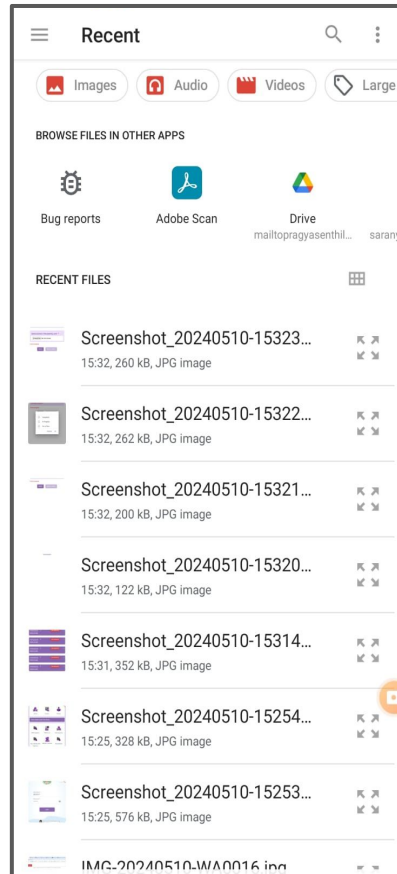 Recent
Images Audio Videos Large
BROWSE FILES IN OTHER APPS
Bug reports Adobe Scan Drive
mailtopragyasenthil... sarany
RECENT FILES
Screenshot_20240510-15323...
15:32, 260 kB, JPG image
Screenshot_20240510-15322...
15:32, 262 kB, JPG image
Screenshot_20240510-15321...
15:32, 200 kB, JPG image
Screenshot_20240510-15320...
15:32, 122 kB, JPG image
Screenshot_20240510-15314...
15:31, 352 kB, JPG image
Screenshot_20240510-15254...
15:25, 328 kB, JPG image
Screenshot_20240510-15253...
15:25, 576 kB, JPG image
IMG-20240510-WA0016.jpg